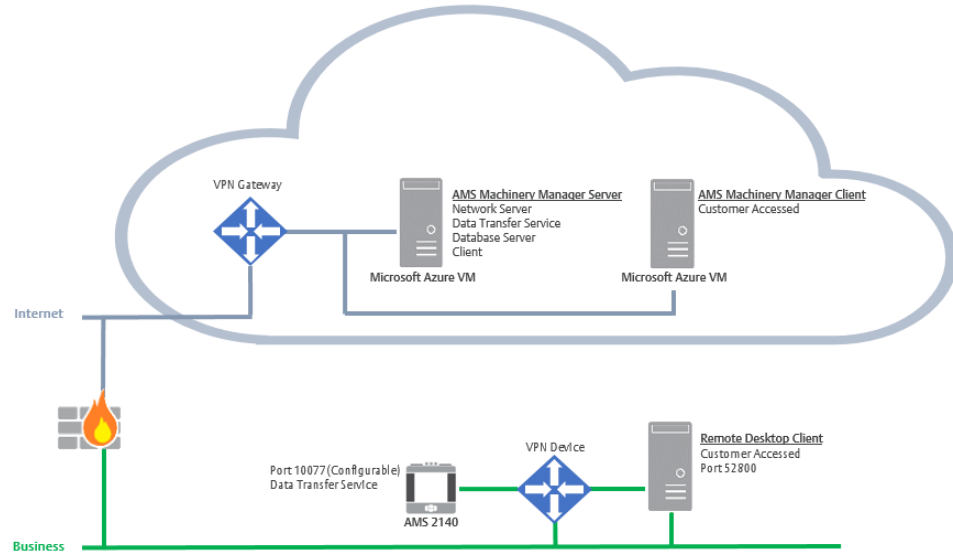 VPN Gateway
AMS Machinery Manager Server
Network Server
Data Transfer Service
Database Server
Client
Microsoft Azure VM
AMS Machinery Manager Client
Customer Accessed
Microsoft Azure VM
Internet
Port 10077 (Configurable)
Data Transfer Service
AMS 2140
VPN Device
Remote Desktop Client
Customer Accessed
Port 52800
Business